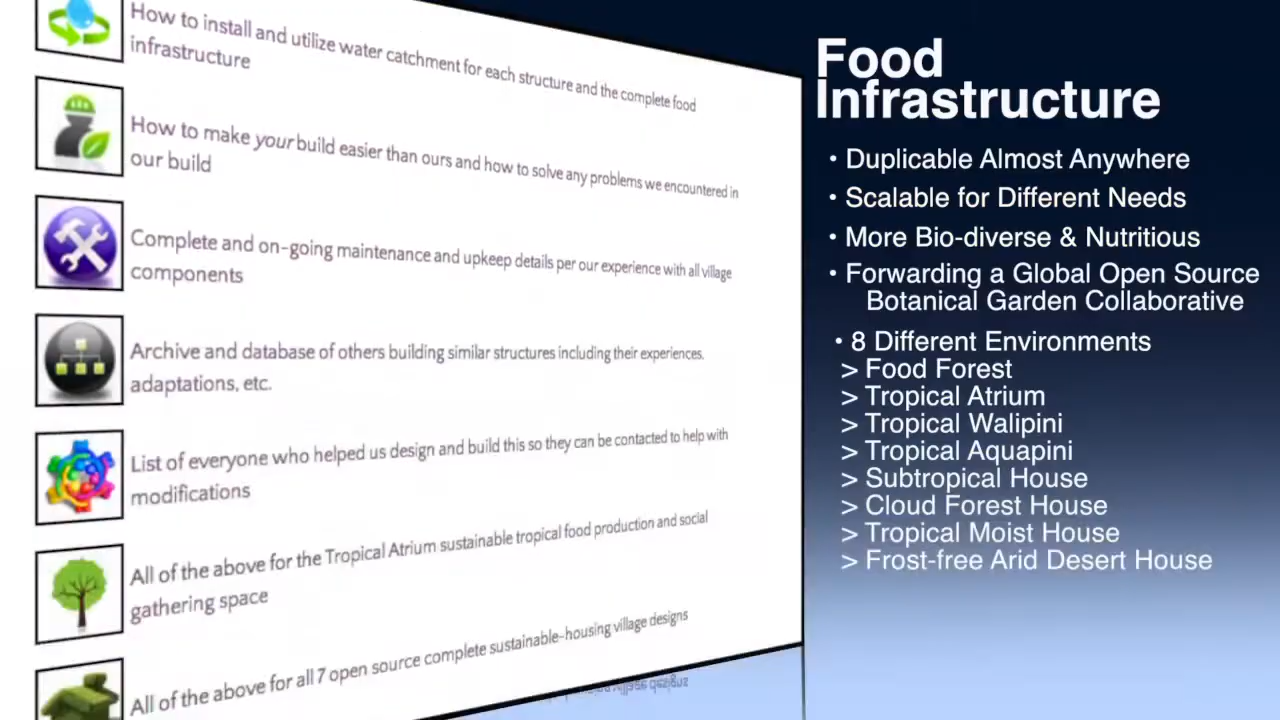 How to install and utilize water catchment for each structure and the complete food
infrastructure
How to make your build easier than ours and how to solve any problems we encountered in
our build
Complete and on-going maintenance and upkeep details per our experience with all village
components
Archive and database of others building similar structures including their experiences.
adaptations, etc.
List of everyone who helped us design and build this so they can be contacted to help with
modifications
All of the above for the Tropical Atrium sustainable tropical food production and social
gathering space
All of the above for all 7 open source complete sustainable-housing village designs
Food
Infrastructure
• Duplicable Almost Anywhere
• Scalable for Different Needs
• More Bio-diverse & Nutritious
• Forwarding a Global Open Source
Botanical Garden Collaborative
• 8 Different Environments
> Food Forest
> Tropical Atrium
> Tropical Walipini
> Tropical Aquapini
> Subtropical House
> Cloud Forest House
> Tropical Moist House
> Frost-free Arid Desert House